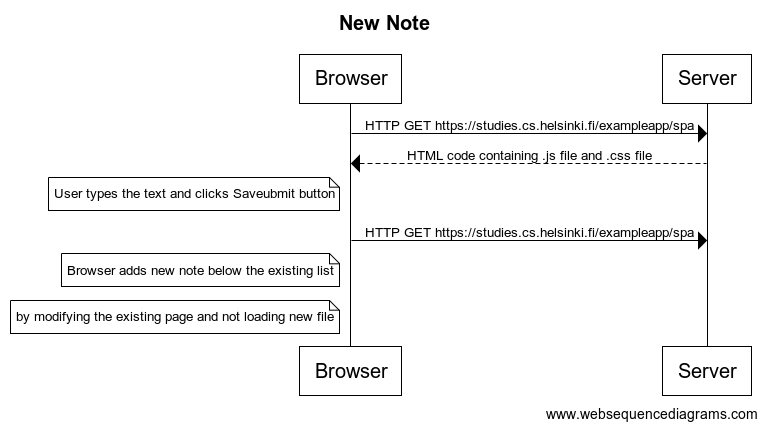 New Note
Browser
Server
HTTP GET https://studies.cs.helsinki.fi/exampleapp/spa
HTML code containing .js file and .css file
User types the text and clicks Saveubmit button
HTTP GET https://studies.cs.helsinki.fi/exampleapp/spa
Browser adds new note below the existing list
by modifying the existing page and not loading new file
Browser
Server
www.websequencediagrams.com